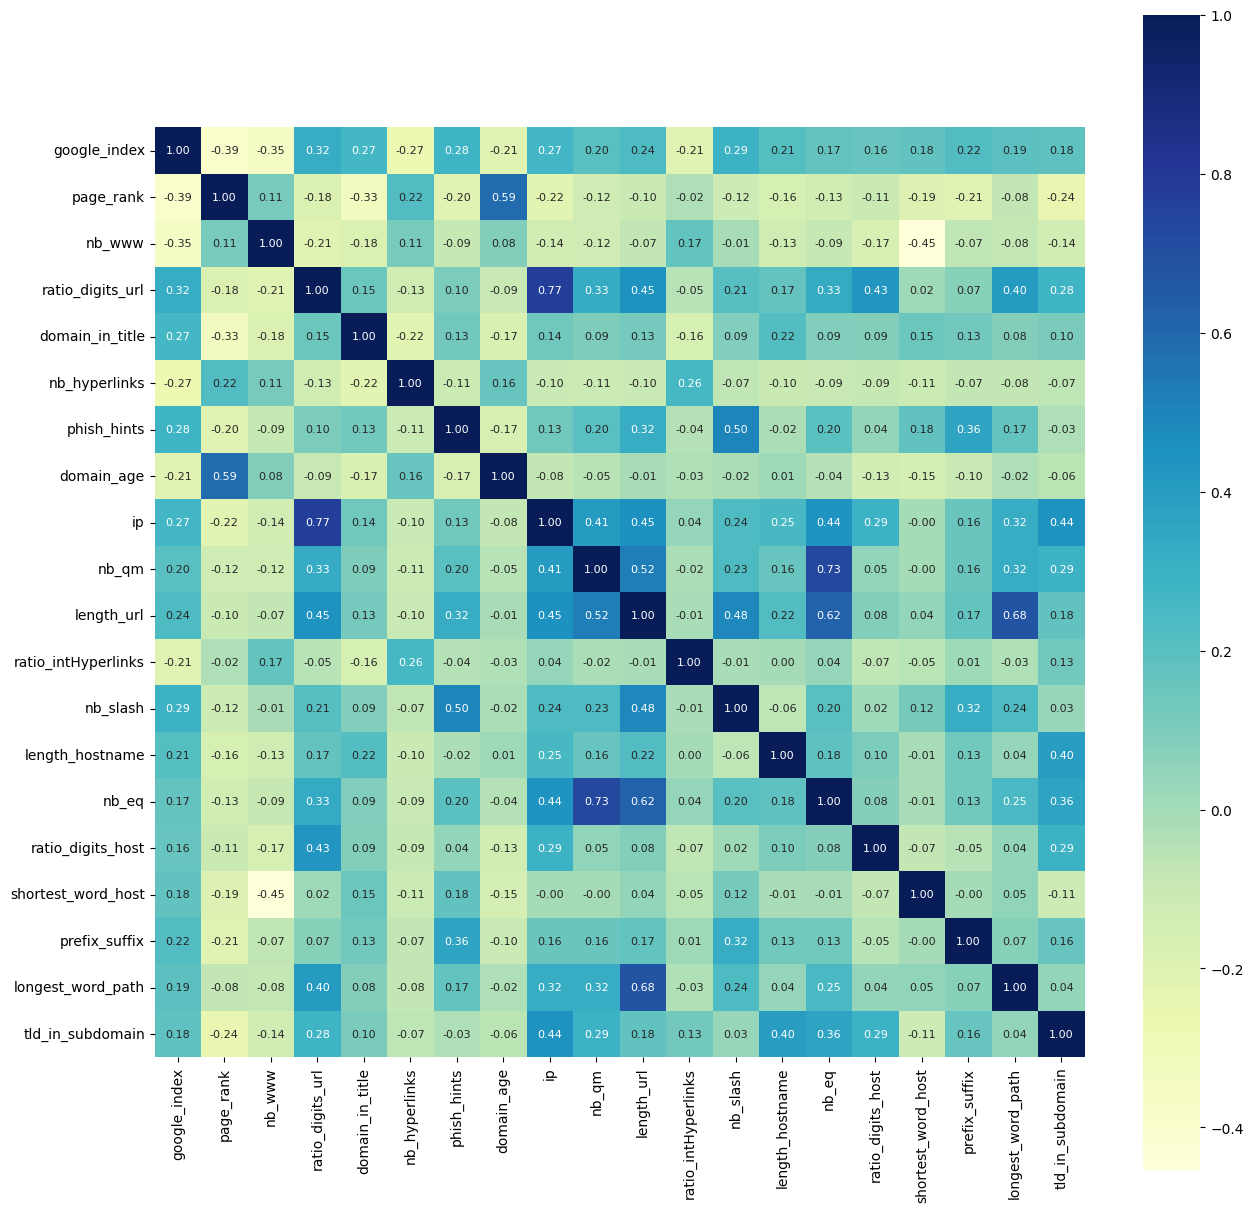 1.0
google_index 1.00 -0.39 -0.35 0.32 0.27 -0.27 0.28 -0.21 0.27 0.20 0.24 -0.21 0.29 0.21 0.17 0.16 0.18 0.22 0.19 0.18
page_rank -0.39 1.00 0.11 -0.18 -0.33 0.22 -0.20 0.59 -0.22 -0.12 -0.10 -0.02 -0.12 -0.16 -0.13 -0.11 -0.19 -0.21 -0.08 -0.24
0.8
nb_www -0.35 0.11 1.00 -0.21 -0.18 0.11 -0.09 0.08 -0.14 -0.12 -0.07 0.17 -0.01 -0.13 -0.09 -0.17 -0.45 -0.07 -0.08 -0.14
ratio_digits_url 0.32 -0.18 -0.21 1.00 0.15 -0.13 0.10 -0.09 0.77 0.33 0.45 -0.05 0.21 0.17 0.33 0.43 0.02 0.07 0.40 0.28
domain_in_title 0.27 -0.33 -0.18 0.15 1.00 -0.22 0.13 -0.17 0.14 0.09 0.13 -0.16 0.09 0.22 0.09 0.09 0.15 0.13 0.08 0.10
0.6
nb_hyperlinks -0.27 0.22 0.11 -0.13 -0.22 1.00 -0.11 0.16 -0.10 -0.11 -0.10 0.26 -0.07 -0.10 -0.09 -0.09 -0.11 -0.07 -0.08 -0.07
phish_hints 0.28 -0.20 -0.09 0.10 0.13 -0.11 1.00 -0.17 0.13 0.20 0.32 -0.04 0.50 -0.02 0.20 0.04 0.18 0.36 0.17 -0.03
domain_age -0.21 0.59 0.08 -0.09 -0.17 0.16 -0.17 1.00 -0.08 -0.05 -0.01 -0.03 -0.02 0.01 -0.04 -0.13 -0.15 -0.10 -0.02 -0.06
0.4
ip 0.27 -0.22 -0.14 0.77 0.14 -0.10 0.13 -0.08 1.00 0.41 0.45 0.04 0.24 0.25 0.44 0.29 -0.00 0.16 0.32 0.44
nb_qm 0.20 -0.12 -0.12 0.33 0.09 -0.11 0.20 -0.05 0.41 1.00 0.52 -0.02 0.23 0.16 0.73 0.05 -0.00 0.16 0.32 0.29
length_url 0.24 -0.10 -0.07 0.45 0.13 -0.10 0.32 -0.01 0.45 0.52 1.00 -0.01 0.48 0.22 0.62 0.08 0.04 0.17 0.68 0.18
0.2
ratio_intHyperlinks -0.21 -0.02 0.17 -0.05 -0.16 0.26 -0.04 -0.03 0.04 -0.02 -0.01 1.00 -0.01 0.00 0.04 -0.07 -0.05 0.01 -0.03 0.13
nb_slash 0.29 -0.12 -0.01 0.21 0.09 -0.07 0.50 -0.02 0.24 0.23 0.48 -0.01 1.00 -0.06 0.20 0.02 0.12 0.32 0.24 0.03
length_hostname 0.21 -0.16 -0.13 0.17 0.22 -0.10 -0.02 0.01 0.25 0.16 0.22 0.00 -0.06 1.00 0.18 0.10 -0.01 0.13 0.04 0.40
nb_eq 0.17 -0.13 -0.09 0.33 0.09 -0.09 0.20 -0.04 0.44 0.73 0.62 0.04 0.20 0.18 1.00 0.08 -0.01 0.13 0.25 0.36
0.0
ratio_digits_host 0.16 -0.11 -0.17 0.43 0.09 -0.09 0.04 -0.13 0.29 0.05 0.08 -0.07 0.02 0.10 0.08 1.00 -0.07 -0.05 0.04 0.29
shortest_word_host 0.18 -0.19 -0.45 0.02 0.15 -0.11 0.18 -0.15 -0.00 -0.00 0.04 -0.05 0.12 -0.01 -0.01 -0.07 1.00 -0.00 0.05 -0.11
prefix_suffix 0.22 -0.21 -0.07 0.07 0.13 -0.07 0.36 -0.10 0.16 0.16 0.17 0.01 0.32 0.13 0.13 -0.05 -0.00 1.00 0.07 0.16
−0.2
longest_word_path 0.19 -0.08 -0.08 0.40 0.08 -0.08 0.17 -0.02 0.32 0.32 0.68 -0.03 0.24 0.04 0.25 0.04 0.05 0.07 1.00 0.04
tld_in_subdomain 0.18 -0.24 -0.14 0.28 0.10 -0.07 -0.03 -0.06 0.44 0.29 0.18 0.13 0.03 0.40 0.36 0.29 -0.11 0.16 0.04 1.00
−0.4
google_index
page_rank
nb_www
ratio_digits_url
domain_in_title
nb_hyperlinks
phish_hints
domain_age
ip
nb_qm
length_url
ratio_intHyperlinks
nb_slash
length_hostname
nb_eq
ratio_digits_host
shortest_word_host
prefix_suffix
longest_word_path
tld_in_subdomain